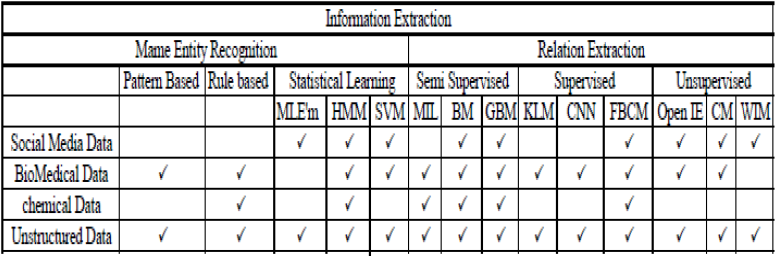 Information Extraction
Mame Entity Recognition Relation Extraction
Pattern Based Rule based Statistical Learning Semi Supervised Supervised Unsupervised
MLE'm HMM SVM MIL BM GBM KLM CNN FBCM Open IE CM WIM
Social Media Data ✓ ✓ ✓ ✓ ✓ ✓ ✓ ✓ ✓
BioMedical Data ✓ ✓ ✓ ✓ ✓ ✓ ✓ ✓ ✓ ✓ ✓ ✓
chemical Data ✓ ✓ ✓ ✓ ✓ ✓
Unstructured Data ✓ ✓ ✓ ✓ ✓ ✓ ✓ ✓ ✓ ✓ ✓ ✓ ✓ ✓